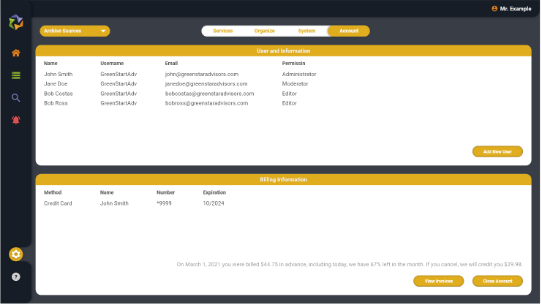 Mr. Example
Archive Sources
Services Organize System Account
User and Information
Name Username Email Permissin
John Smith GreenStartAdv john@greenstaradvisors.com Administrator
Jane Doe GreenStartAdv janedoe@greenstaradvisors.com Moderator
Bob Costas GreenStartAdv bobcostas@greenstaradvisors.com Editor
Bob Ross GreenStartAdv bobross@greenstaradvisors.com Editor
Add New User
Billing Information
Method Name Number Expiration
Credit Card John Smith *9999 10/2024
On March 1, 2021 you were billed $44.75 in advance, including today, we have 67% left in the month. If you cancel, we will credit you $29.98
View Invoices Close Account